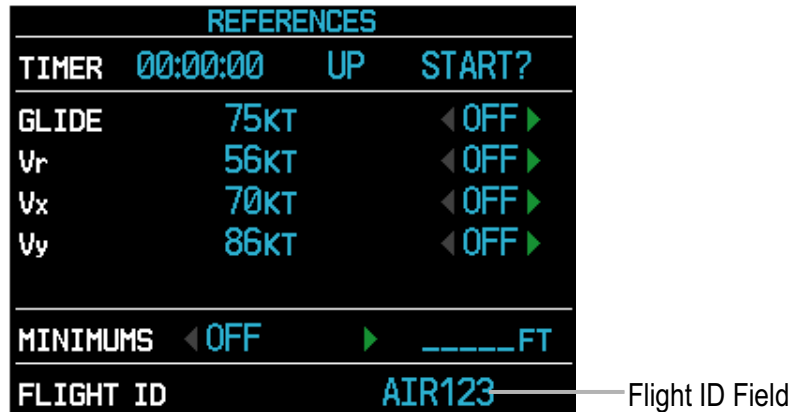 REFERENCES
TIMER 00:00:00 UP START?
GLIDE 75KT OFF
Vr 56KT OFF
Vx 70KT OFF
Vy 86KT OFF
MINIMUMS OFF _____FT
FLIGHT ID AIR123 Flight ID Field